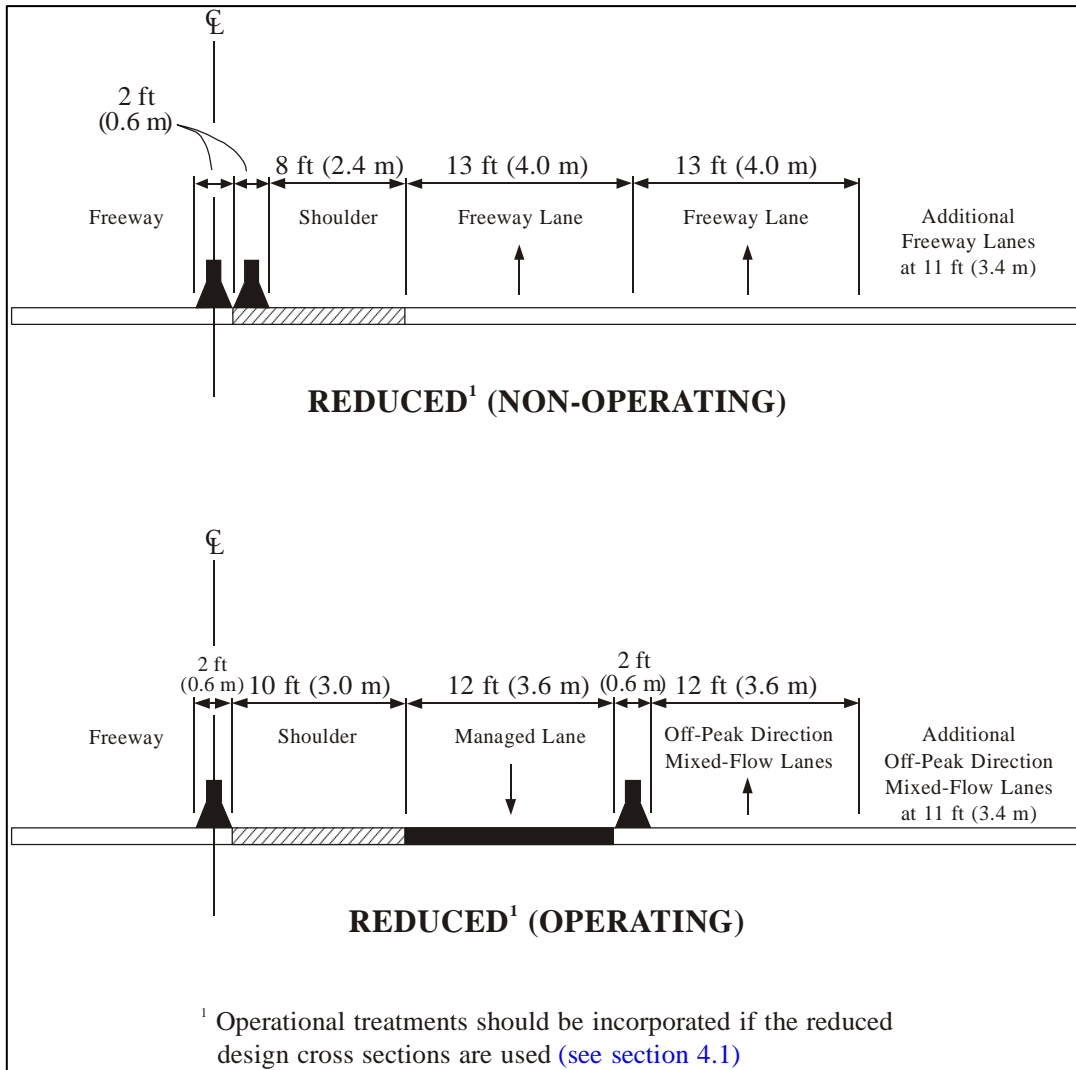 ℄
2 ft
(0.6 m)
8 ft (2.4 m)
13 ft (4.0 m)
13 ft (4.0 m)
Freeway
Shoulder
Freeway Lane
Freeway Lane
Additional
Freeway Lanes
at 11 ft (3.4 m)
REDUCED¹ (NON-OPERATING)
℄
2 ft
(0.6 m)
10 ft (3.0 m)
12 ft (3.6 m)
2 ft
(0.6 m)
12 ft (3.6 m)
Freeway
Shoulder
Managed Lane
Off-Peak Direction
Mixed-Flow Lanes
Additional
Off-Peak Direction
Mixed-Flow Lanes
at 11 ft (3.4 m)
REDUCED¹ (OPERATING)
¹ Operational treatments should be incorporated if the reduced
design cross sections are used (see section 4.1)